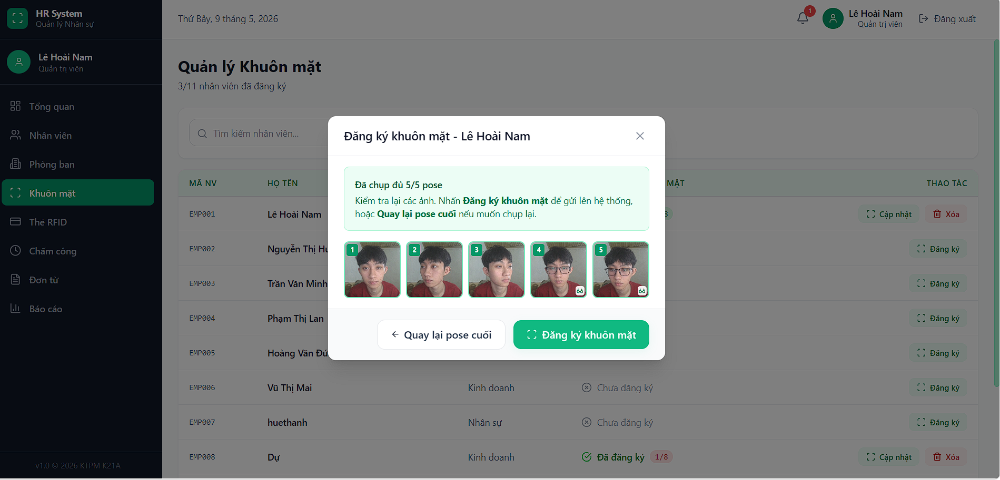 HR System
Quản lý Nhân sự
Lê Hoài Nam
Quản trị viên
Tổng quan
Nhân viên
Phòng ban
Khuôn mặt
Thẻ RFID
Chấm công
Đơn từ
Báo cáo
v1.0 © 2026 KTPM K21A
Thứ Bảy, 9 tháng 5, 2026
1
Lê Hoài Nam
Quản trị viên
Đăng xuất
Quản lý Khuôn mặt
3/11 nhân viên đã đăng ký
Tìm kiếm nhân viên...
MÃ NV HỌ TÊN MẶT THAO TÁC
EMP001 Lê Hoài Nam Cập nhật Xóa
EMP002 Nguyễn Thị Đăng ký
EMP003 Trần Văn Minh Đăng ký
EMP004 Phạm Thị Lan Đăng ký
EMP005 Hoàng Văn Đăng ký
EMP006 Vũ Thị Mai Kinh doanh Chưa đăng ký Đăng ký
EMP007 huethanh Nhân sự Chưa đăng ký Đăng ký
EMP008 Dự Kinh doanh Đã đăng ký 1/8 Cập nhật Xóa
Đăng ký khuôn mặt - Lê Hoài Nam
Đã chụp đủ 5/5 pose
Kiểm tra lại các ảnh. Nhấn Đăng ký khuôn mặt để gửi lên hệ thống,
hoặc Quay lại pose cuối nếu muốn chụp lại.
1 2 3 4 5
← Quay lại pose cuối
Đăng ký khuôn mặt